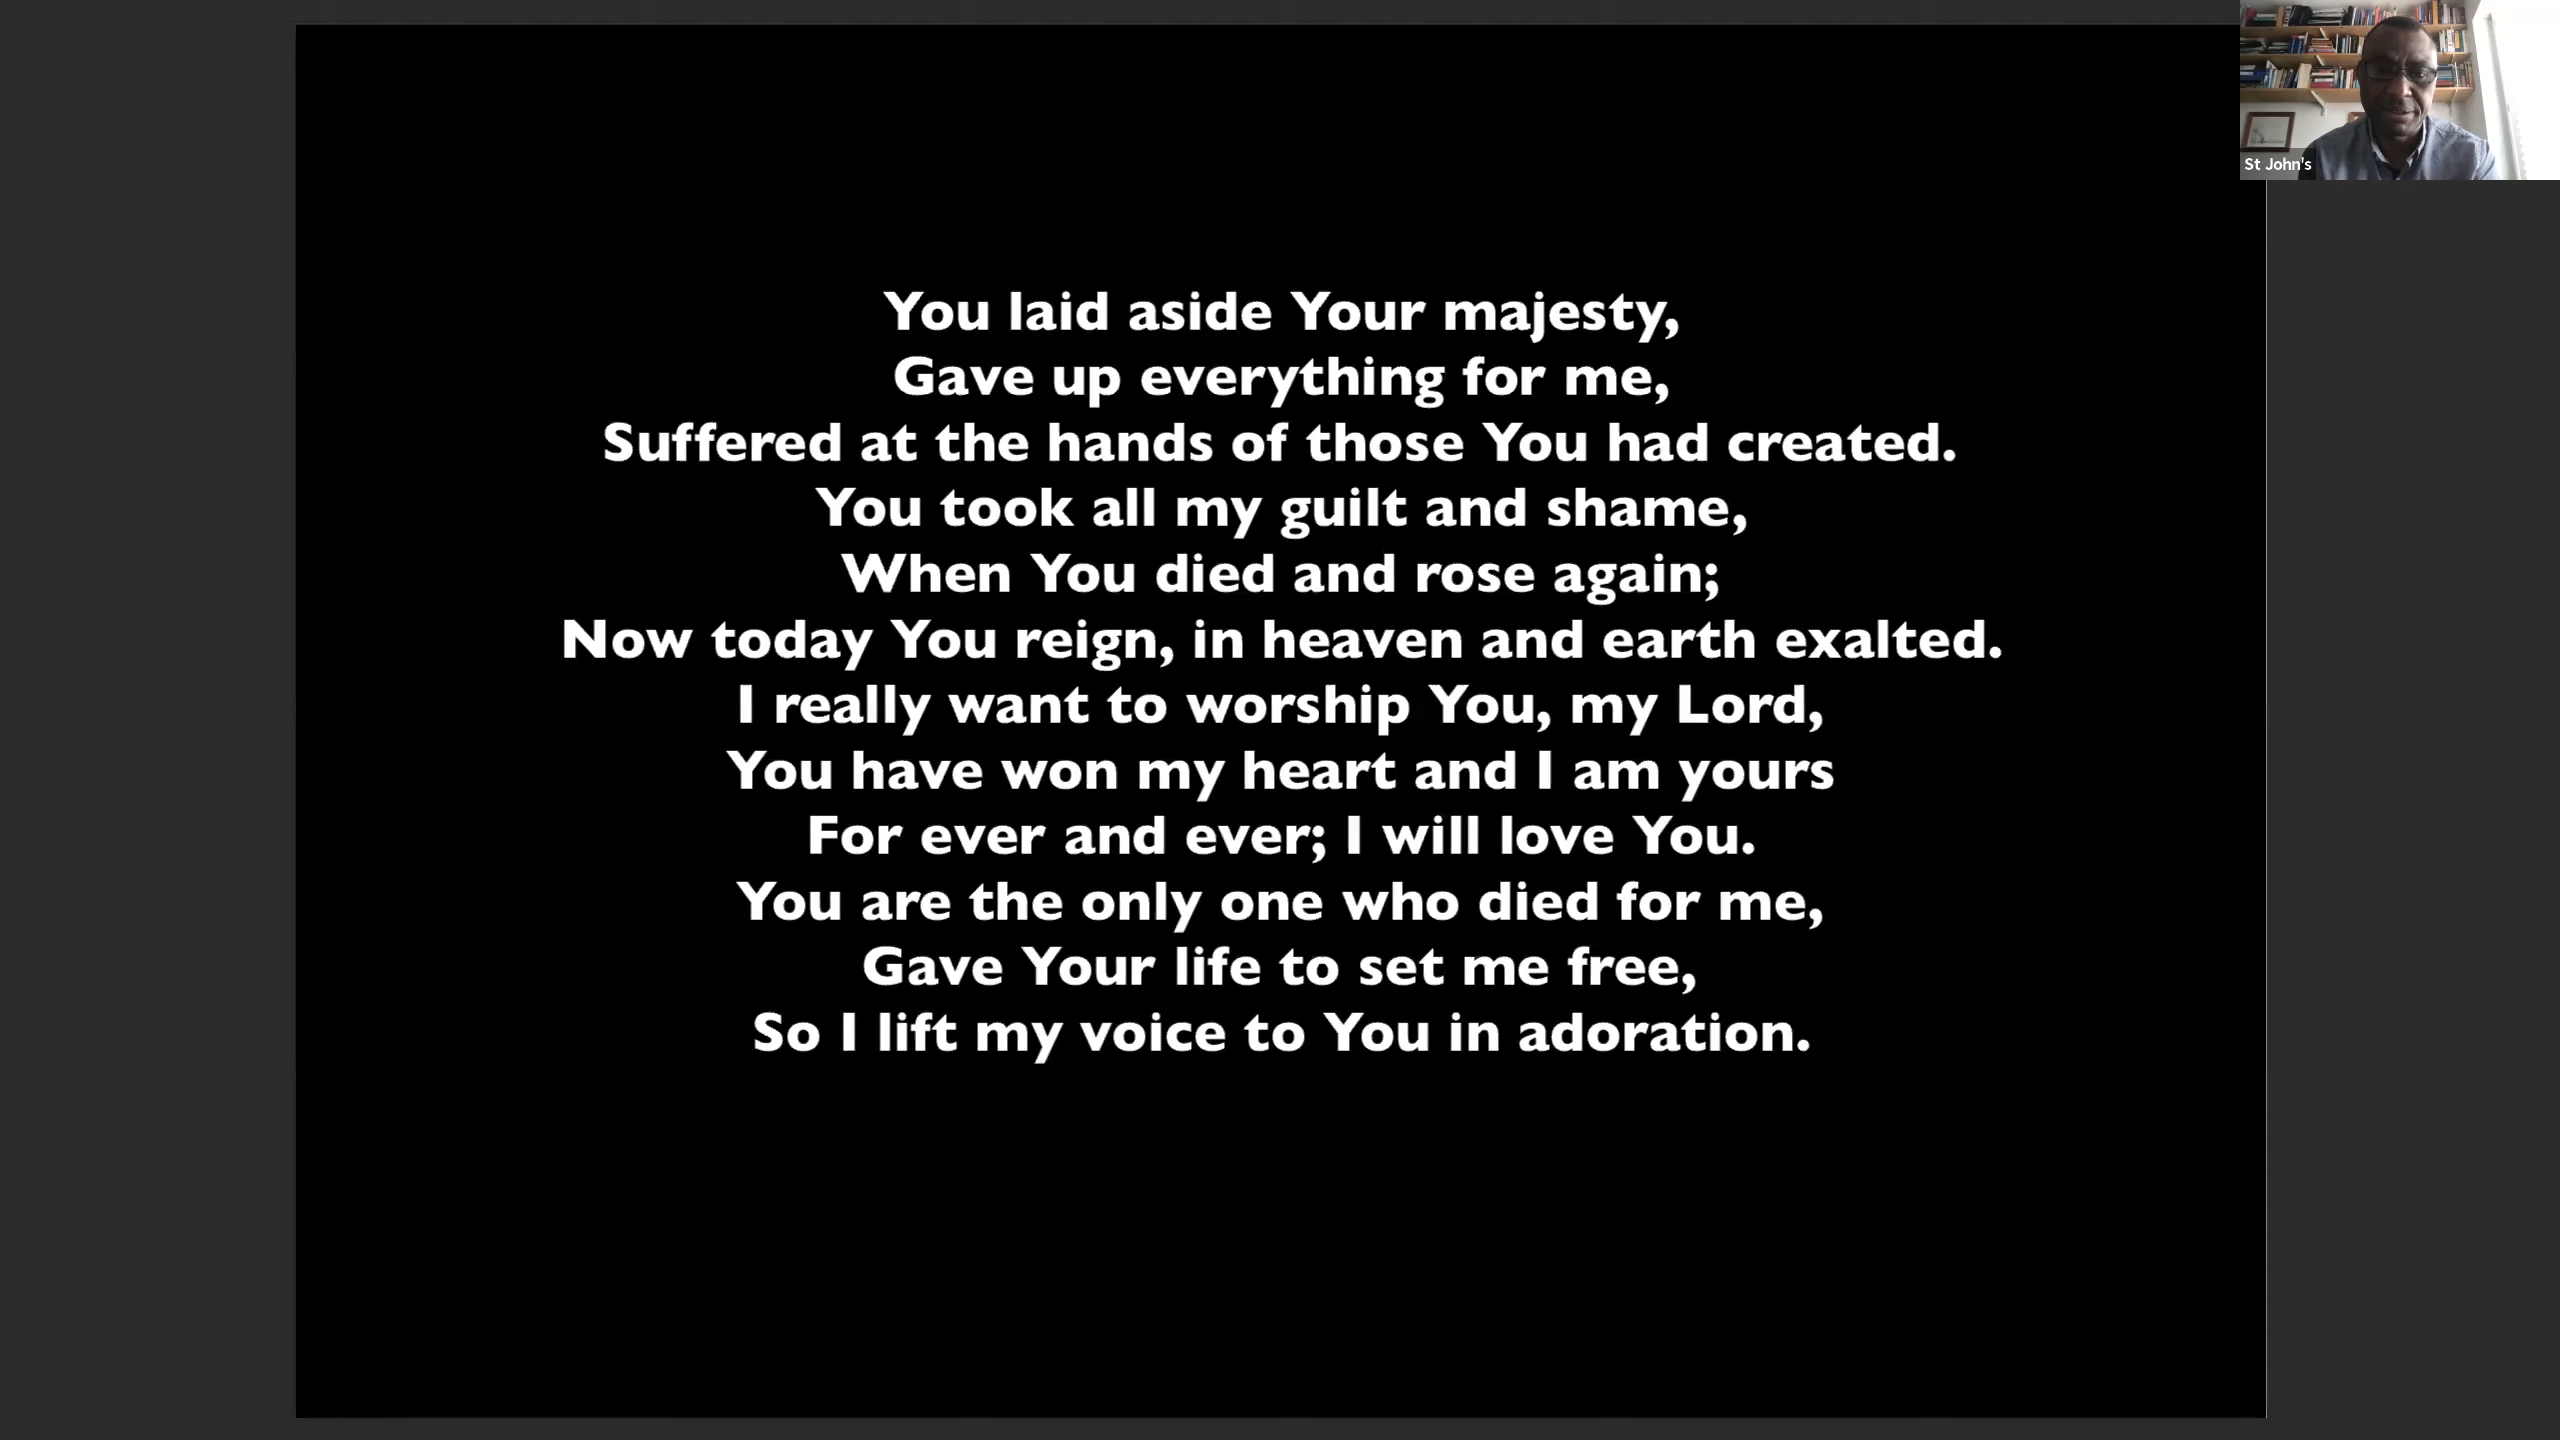 You laid aside Your majesty,
Gave up everything for me,
Suffered at the hands of those You had created.
You took all my guilt and shame,
When You died and rose again;
Now today You reign, in heaven and earth exalted.
I really want to worship You, my Lord,
You have won my heart and I am yours
For ever and ever; I will love You.
You are the only one who died for me,
Gave Your life to set me free,
So I lift my voice to You in adoration.
St John's